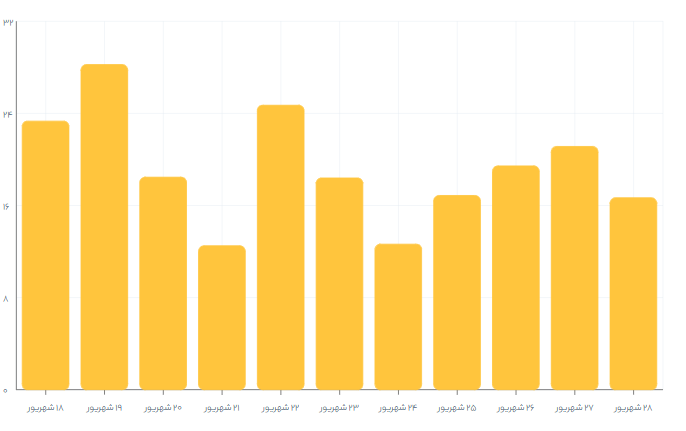 ۳۲
۲۴
۱۶
۸
۰
۱۸ شهریور
۱۹ شهریور
۲۰ شهریور
۲۱ شهریور
۲۲ شهریور
۲۳ شهریور
۲۴ شهریور
۲۵ شهریور
۲۶ شهریور
۲۷ شهریور
۲۸ شهریور